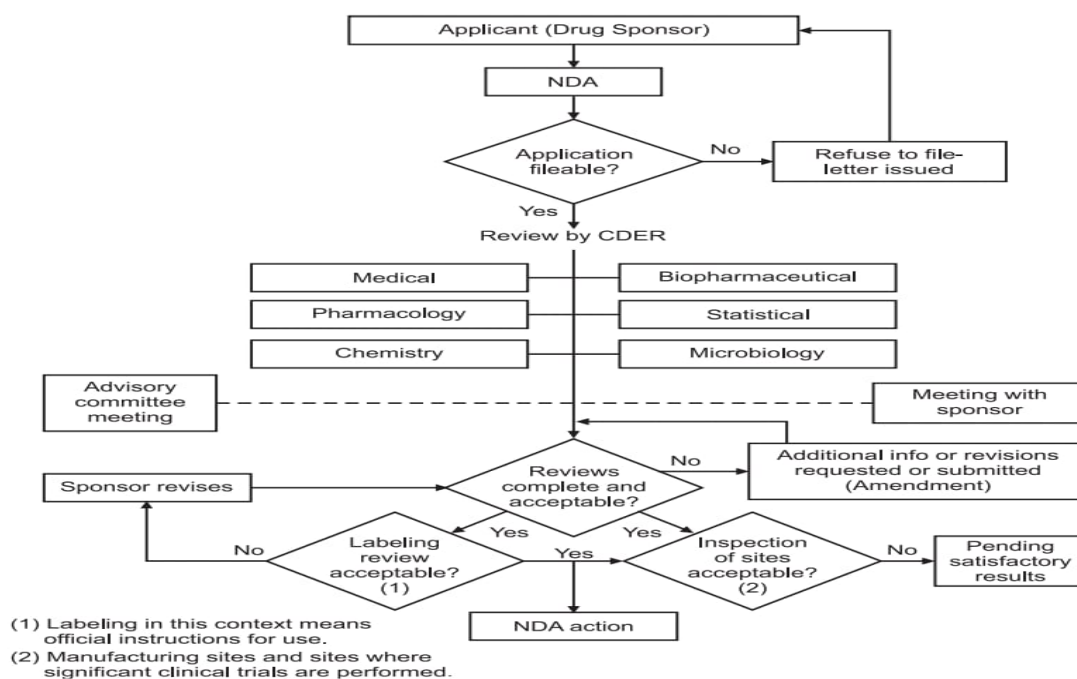 Applicant (Drug Sponsor)
NDA
Application
fileable?
No
Refuse to file-
letter issued
Yes
Review by CDER
Medical
Biopharmaceutical
Pharmacology
Statistical
Chemistry
Microbiology
Advisory
committee
meeting
Meeting with
sponsor
Reviews
complete and
acceptable?
No
Additional info or revisions
requested or submitted
(Amendment)
Sponsor revises
Yes
Yes
No
Labeling
review
acceptable?
(1)
Yes
Inspection
of sites
acceptable?
(2)
No
Pending
satisfactory
results
NDA action
(1) Labeling in this context means
official instructions for use.
(2) Manufacturing sites and sites where
significant clinical trials are performed.